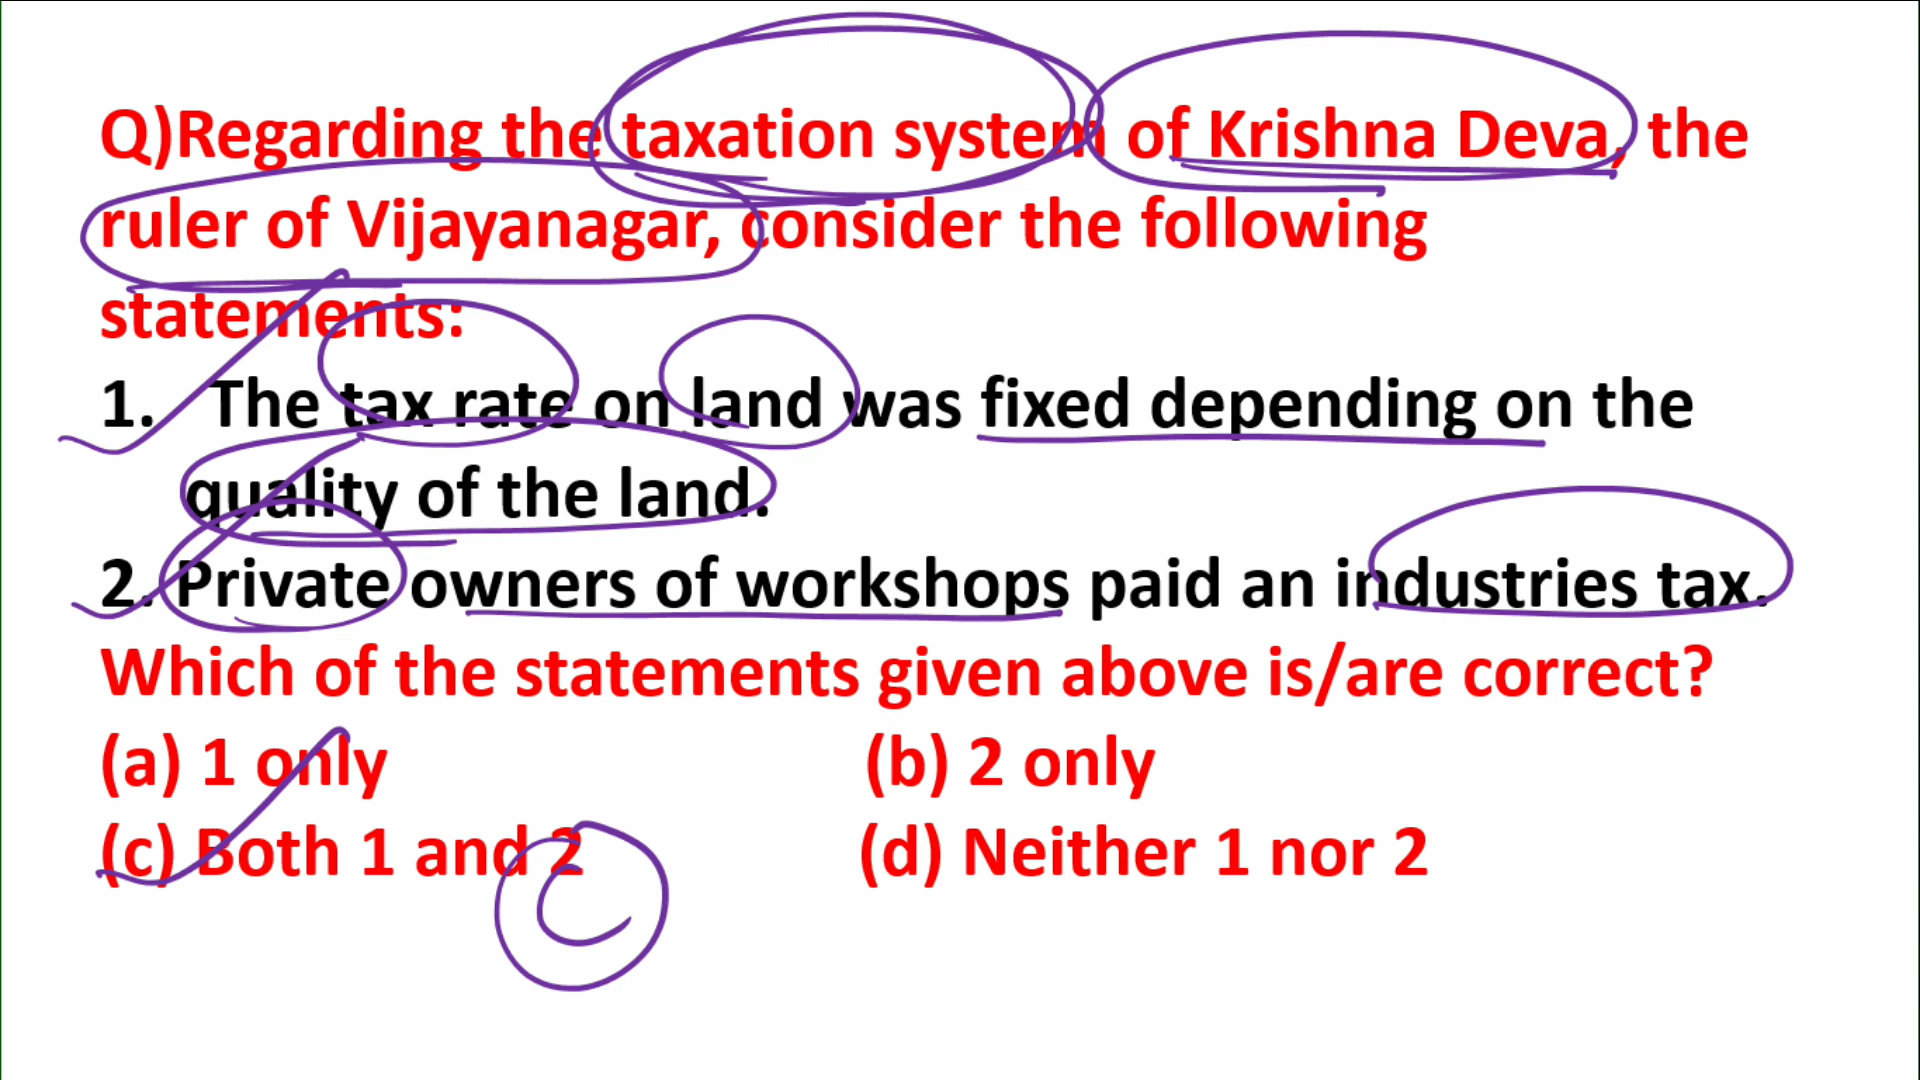 Q)Regarding the taxation system of Krishna Deva, the
ruler of Vijayanagar, consider the following
statements:
1. The tax rate on land was fixed depending on the
quality of the land.
2. Private owners of workshops paid an industries tax.
Which of the statements given above is/are correct?
(a) 1 only (b) 2 only
(c) Both 1 and 2 (d) Neither 1 nor 2
C